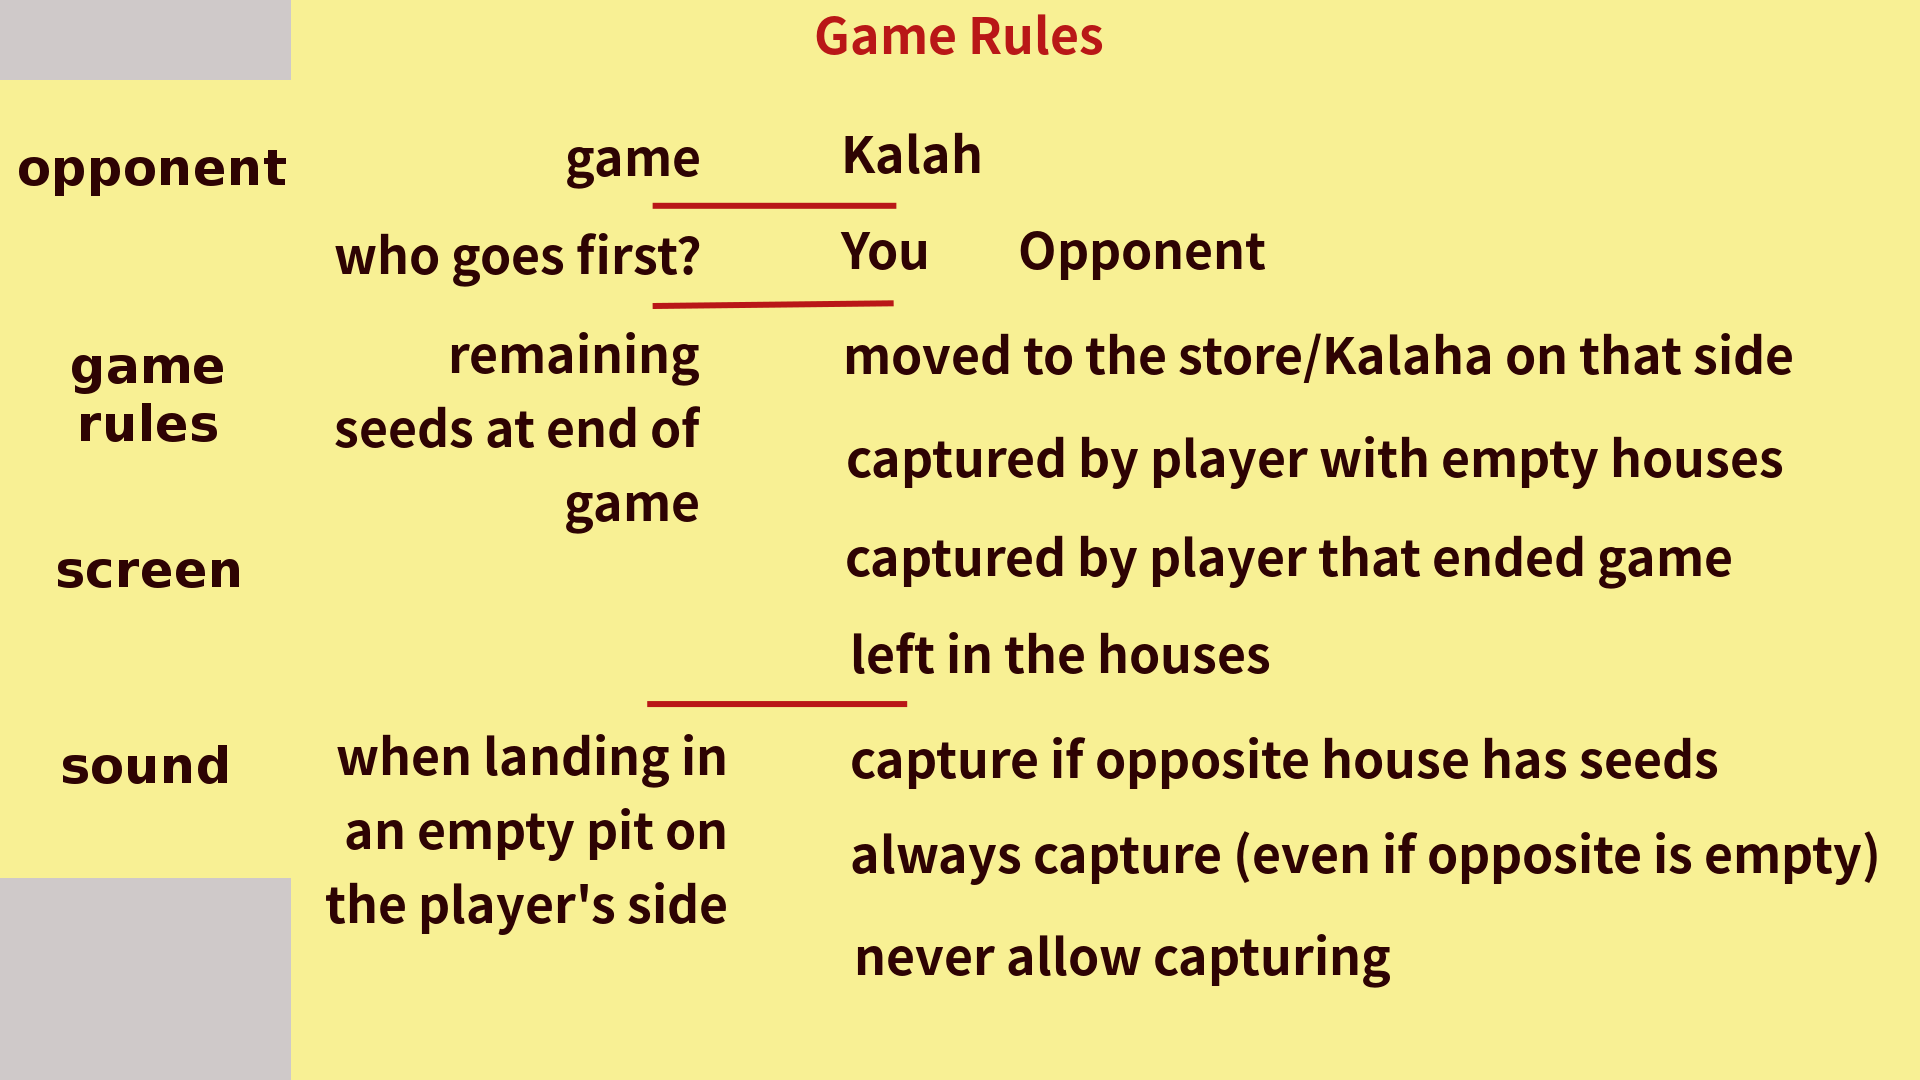 Game Rules
opponent
game
rules
screen
sound
game
Kalah
who goes first?
You
Opponent
remaining
seeds at end of
game
moved to the store/Kalaha on that side
captured by player with empty houses
captured by player that ended game
left in the houses
when landing in
an empty pit on
the player's side
capture if opposite house has seeds
always capture (even if opposite is empty)
never allow capturing